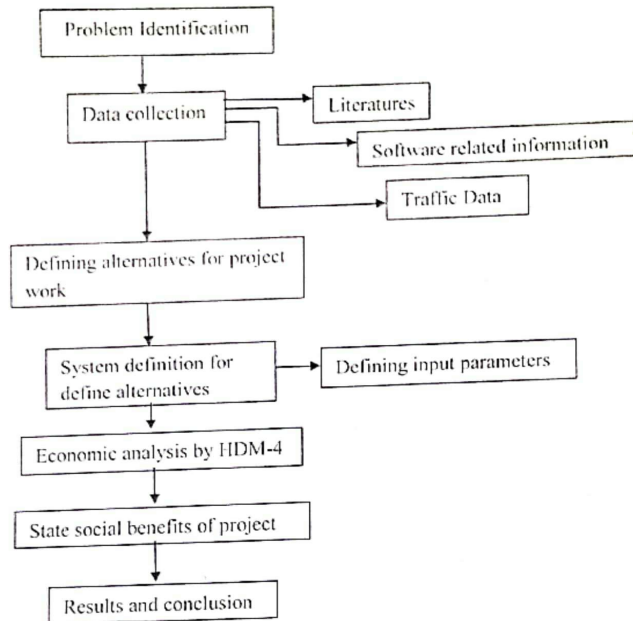 Problem Identification
Data collection
Literatures
Software related information
Traffic Data
Defining alternatives for project
work
System definition for
define alternatives
Defining input parameters
Economic analysis by HDM-4
State social benefits of project
Results and conclusion